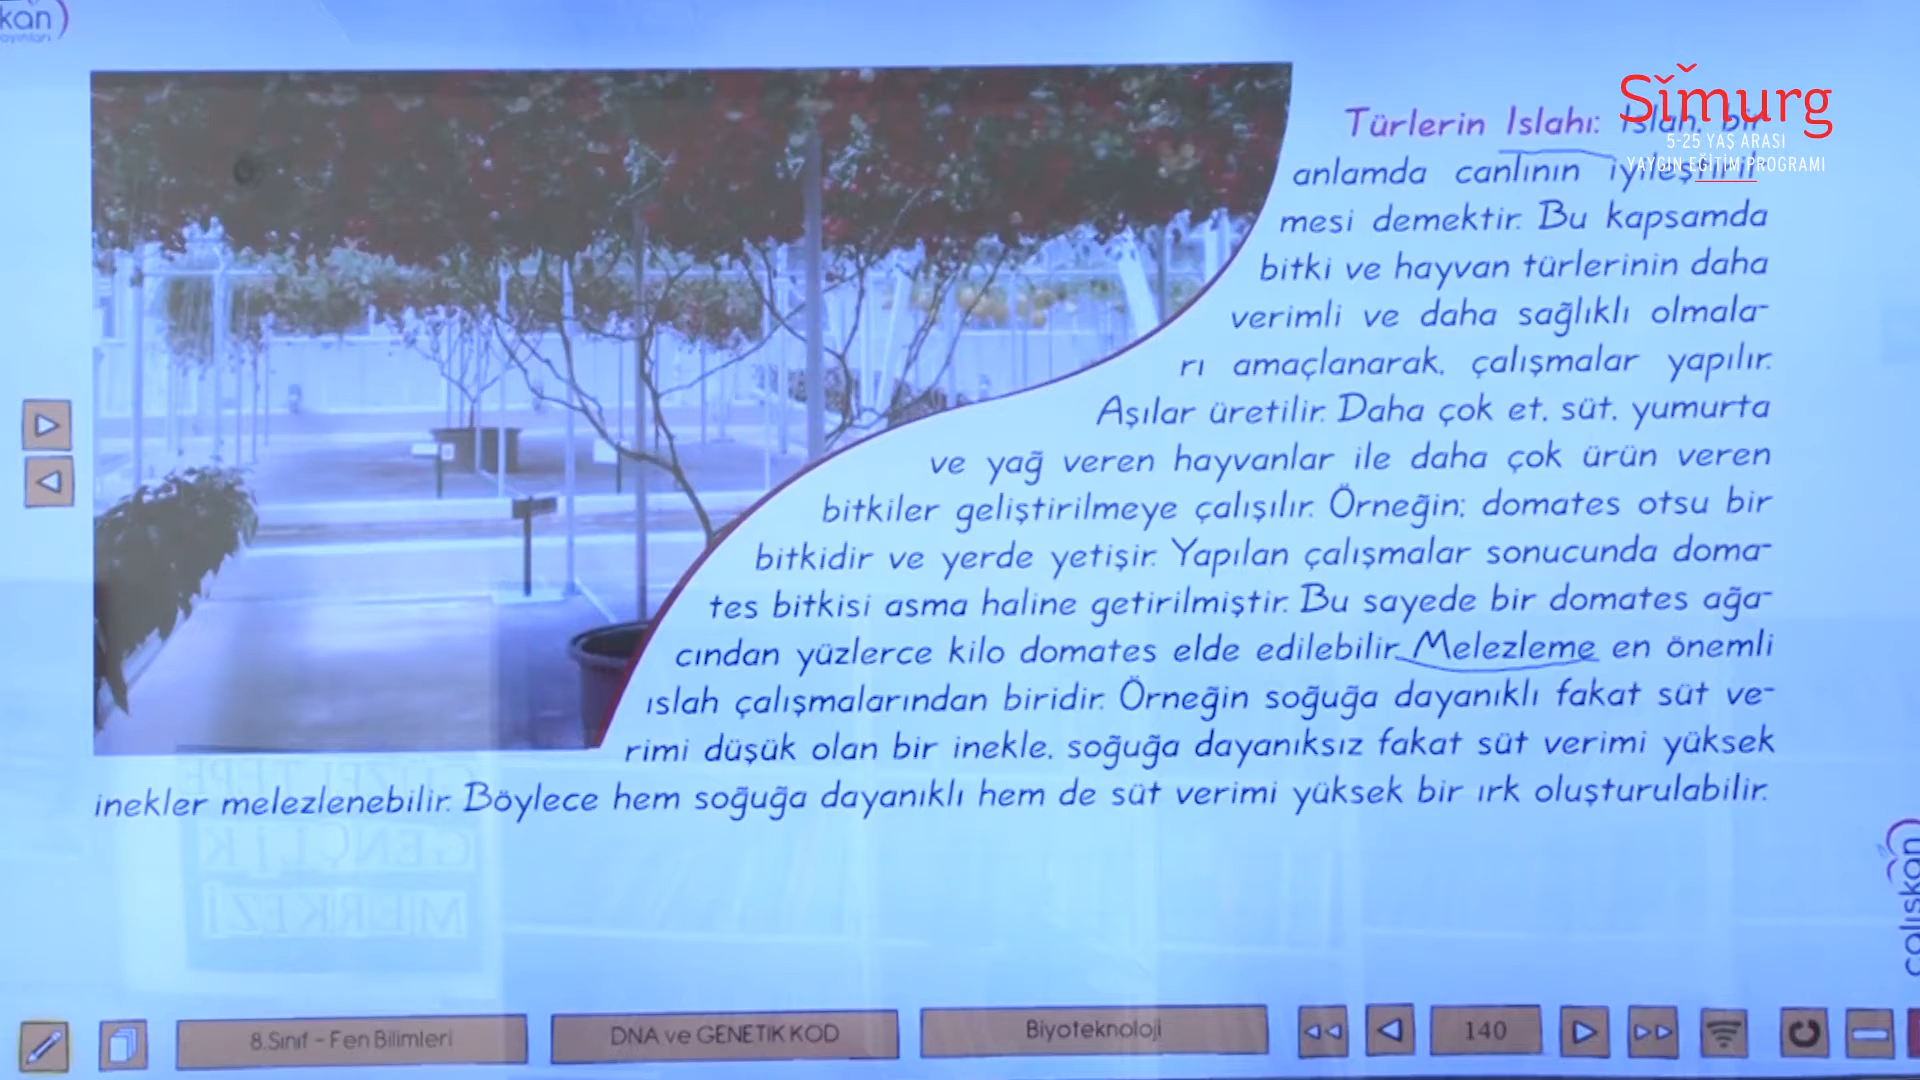 kan
ayınları
Simurg
5-25 YAŞ ARASI
YAYGIN EĞİTİM PROGRAMI
Türlerin Islahı: Islah, bir
anlamda canlının iyileştiril
mesi demektir. Bu kapsamda
bitki ve hayvan türlerinin daha
verimli ve daha sağlıklı olmala-
rı amaçlanarak, çalışmalar yapılır.
Aşılar üretilir. Daha çok et, süt, yumurta
ve yağ veren hayvanlar ile daha çok ürün veren
bitkiler geliştirilmeye çalışılır. Örneğin; domates otsu bir
bitkidir ve yerde yetişir. Yapılan çalışmalar sonucunda doma-
tes bitkisi asma haline getirilmiştir. Bu sayede bir domates ağa-
cından yüzlerce kilo domates elde edilebilir. Melezleme en önemli
ıslah çalışmalarından biridir. Örneğin soğuğa dayanıklı fakat süt ve-
rimi düşük olan bir inekle, soğuğa dayanıksız fakat süt verimi yüksek
inekler melezlenebilir. Böylece hem soğuğa dayanıklı hem de süt verimi yüksek bir ırk oluşturulabilir.
GÜZELTEPE
GENÇLİK
MERKEZİ
çalışkan
8.Sınıf - Fen Bilimleri
DNA ve GENETİK KOD
Biyoteknoloji
140